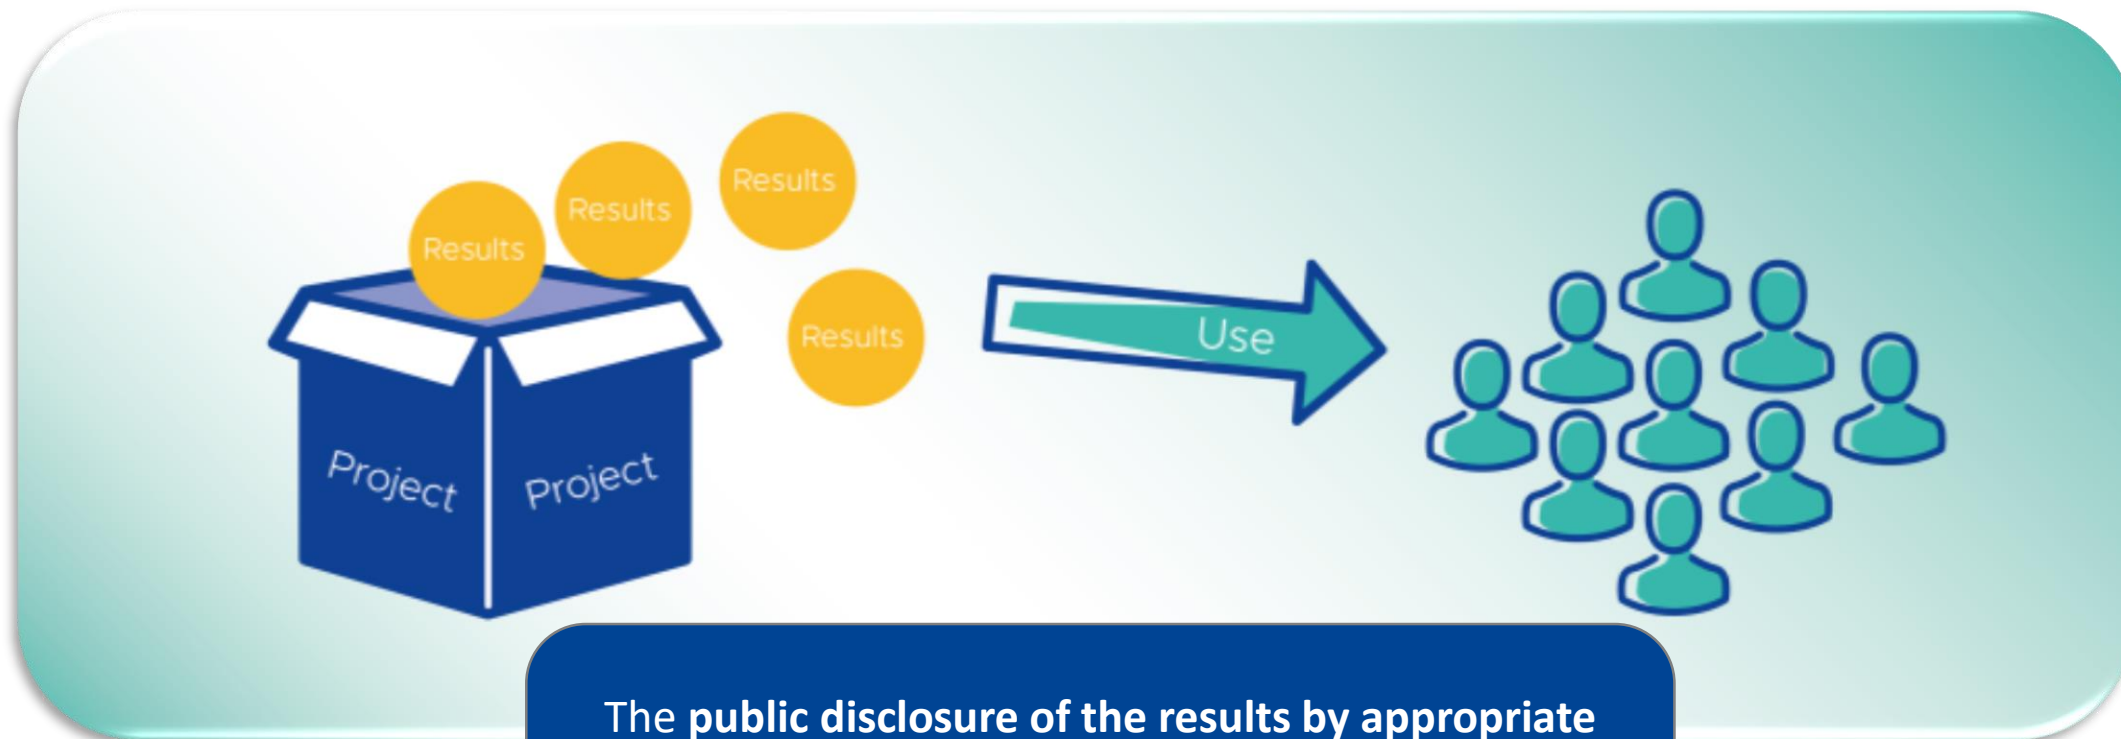 Results
Results
Results
Results
Use
Project Project
The public disclosure of the results by appropriate